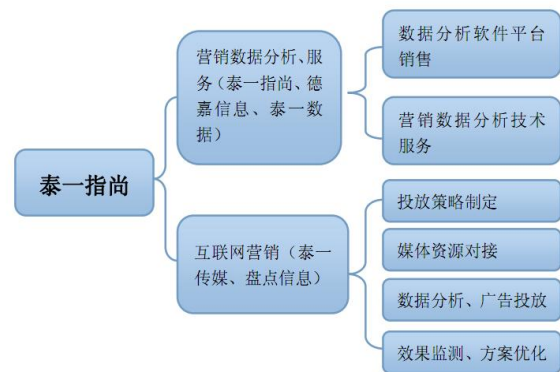 数据分析软件平台
销售
营销数据分析、服
务（泰一指尚、德
嘉信息、泰一数
据）
营销数据分析技术
服务
泰一指尚
投放策略制定
互联网营销（泰一
传媒、盘点信息）
媒体资源对接
数据分析、广告投放
效果监测、方案优化